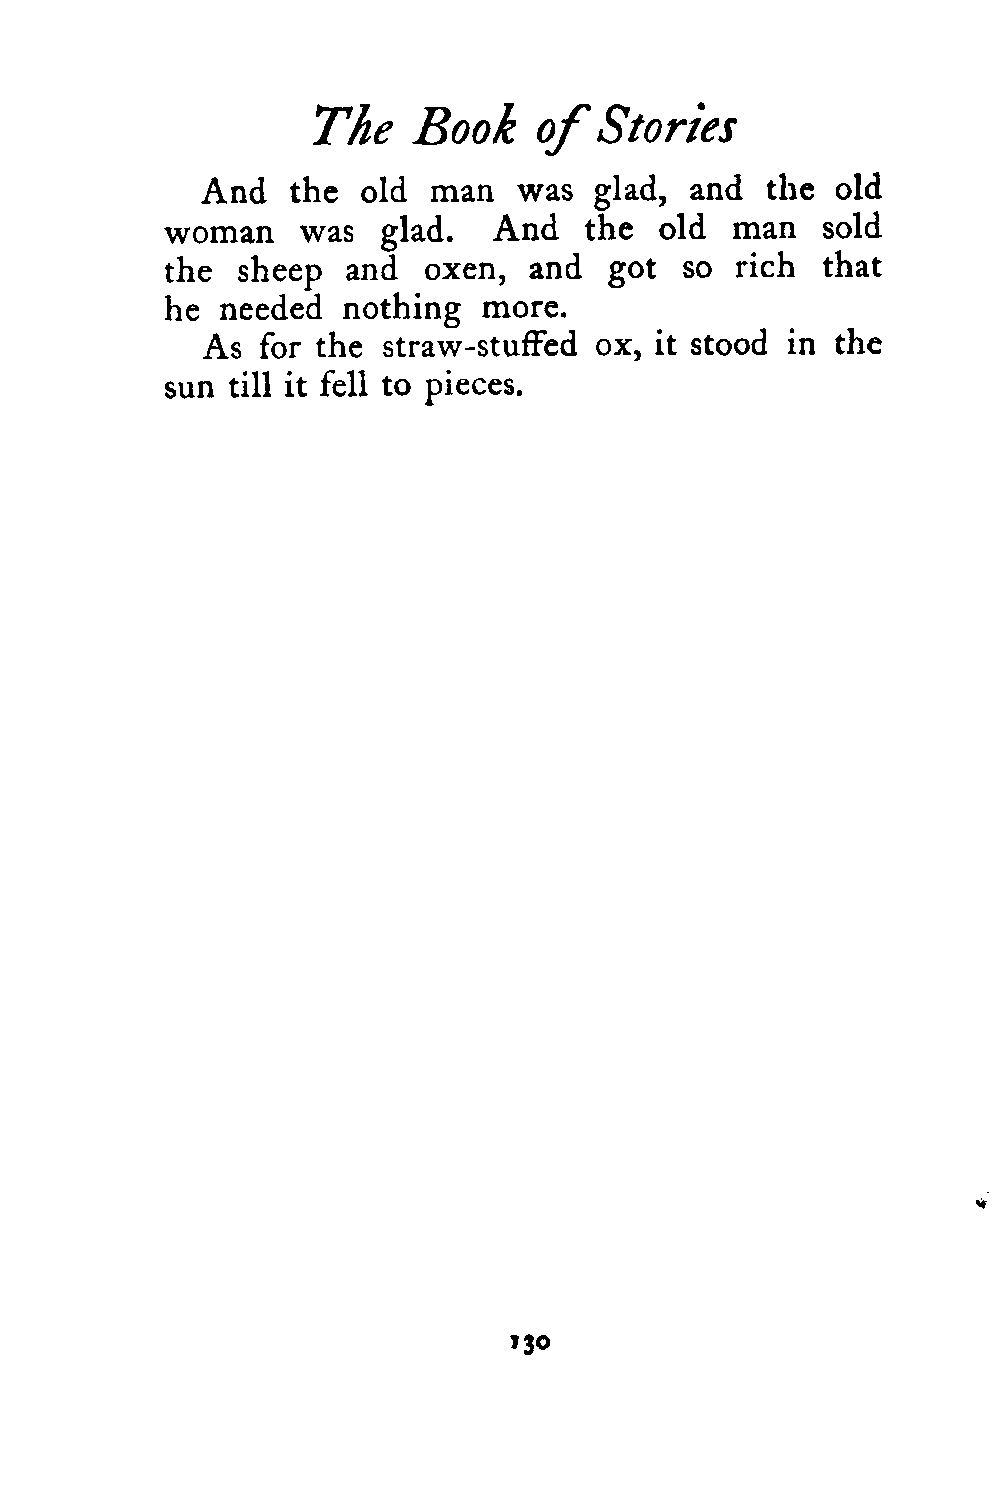 The Book of Stories
And the old man was glad, and the old
woman was glad. And the old man sold
the sheep and oxen, and got so rich that
he needed nothing more.
As for the straw-stuffed ox, it stood in the
sun till it fell to pieces.
130